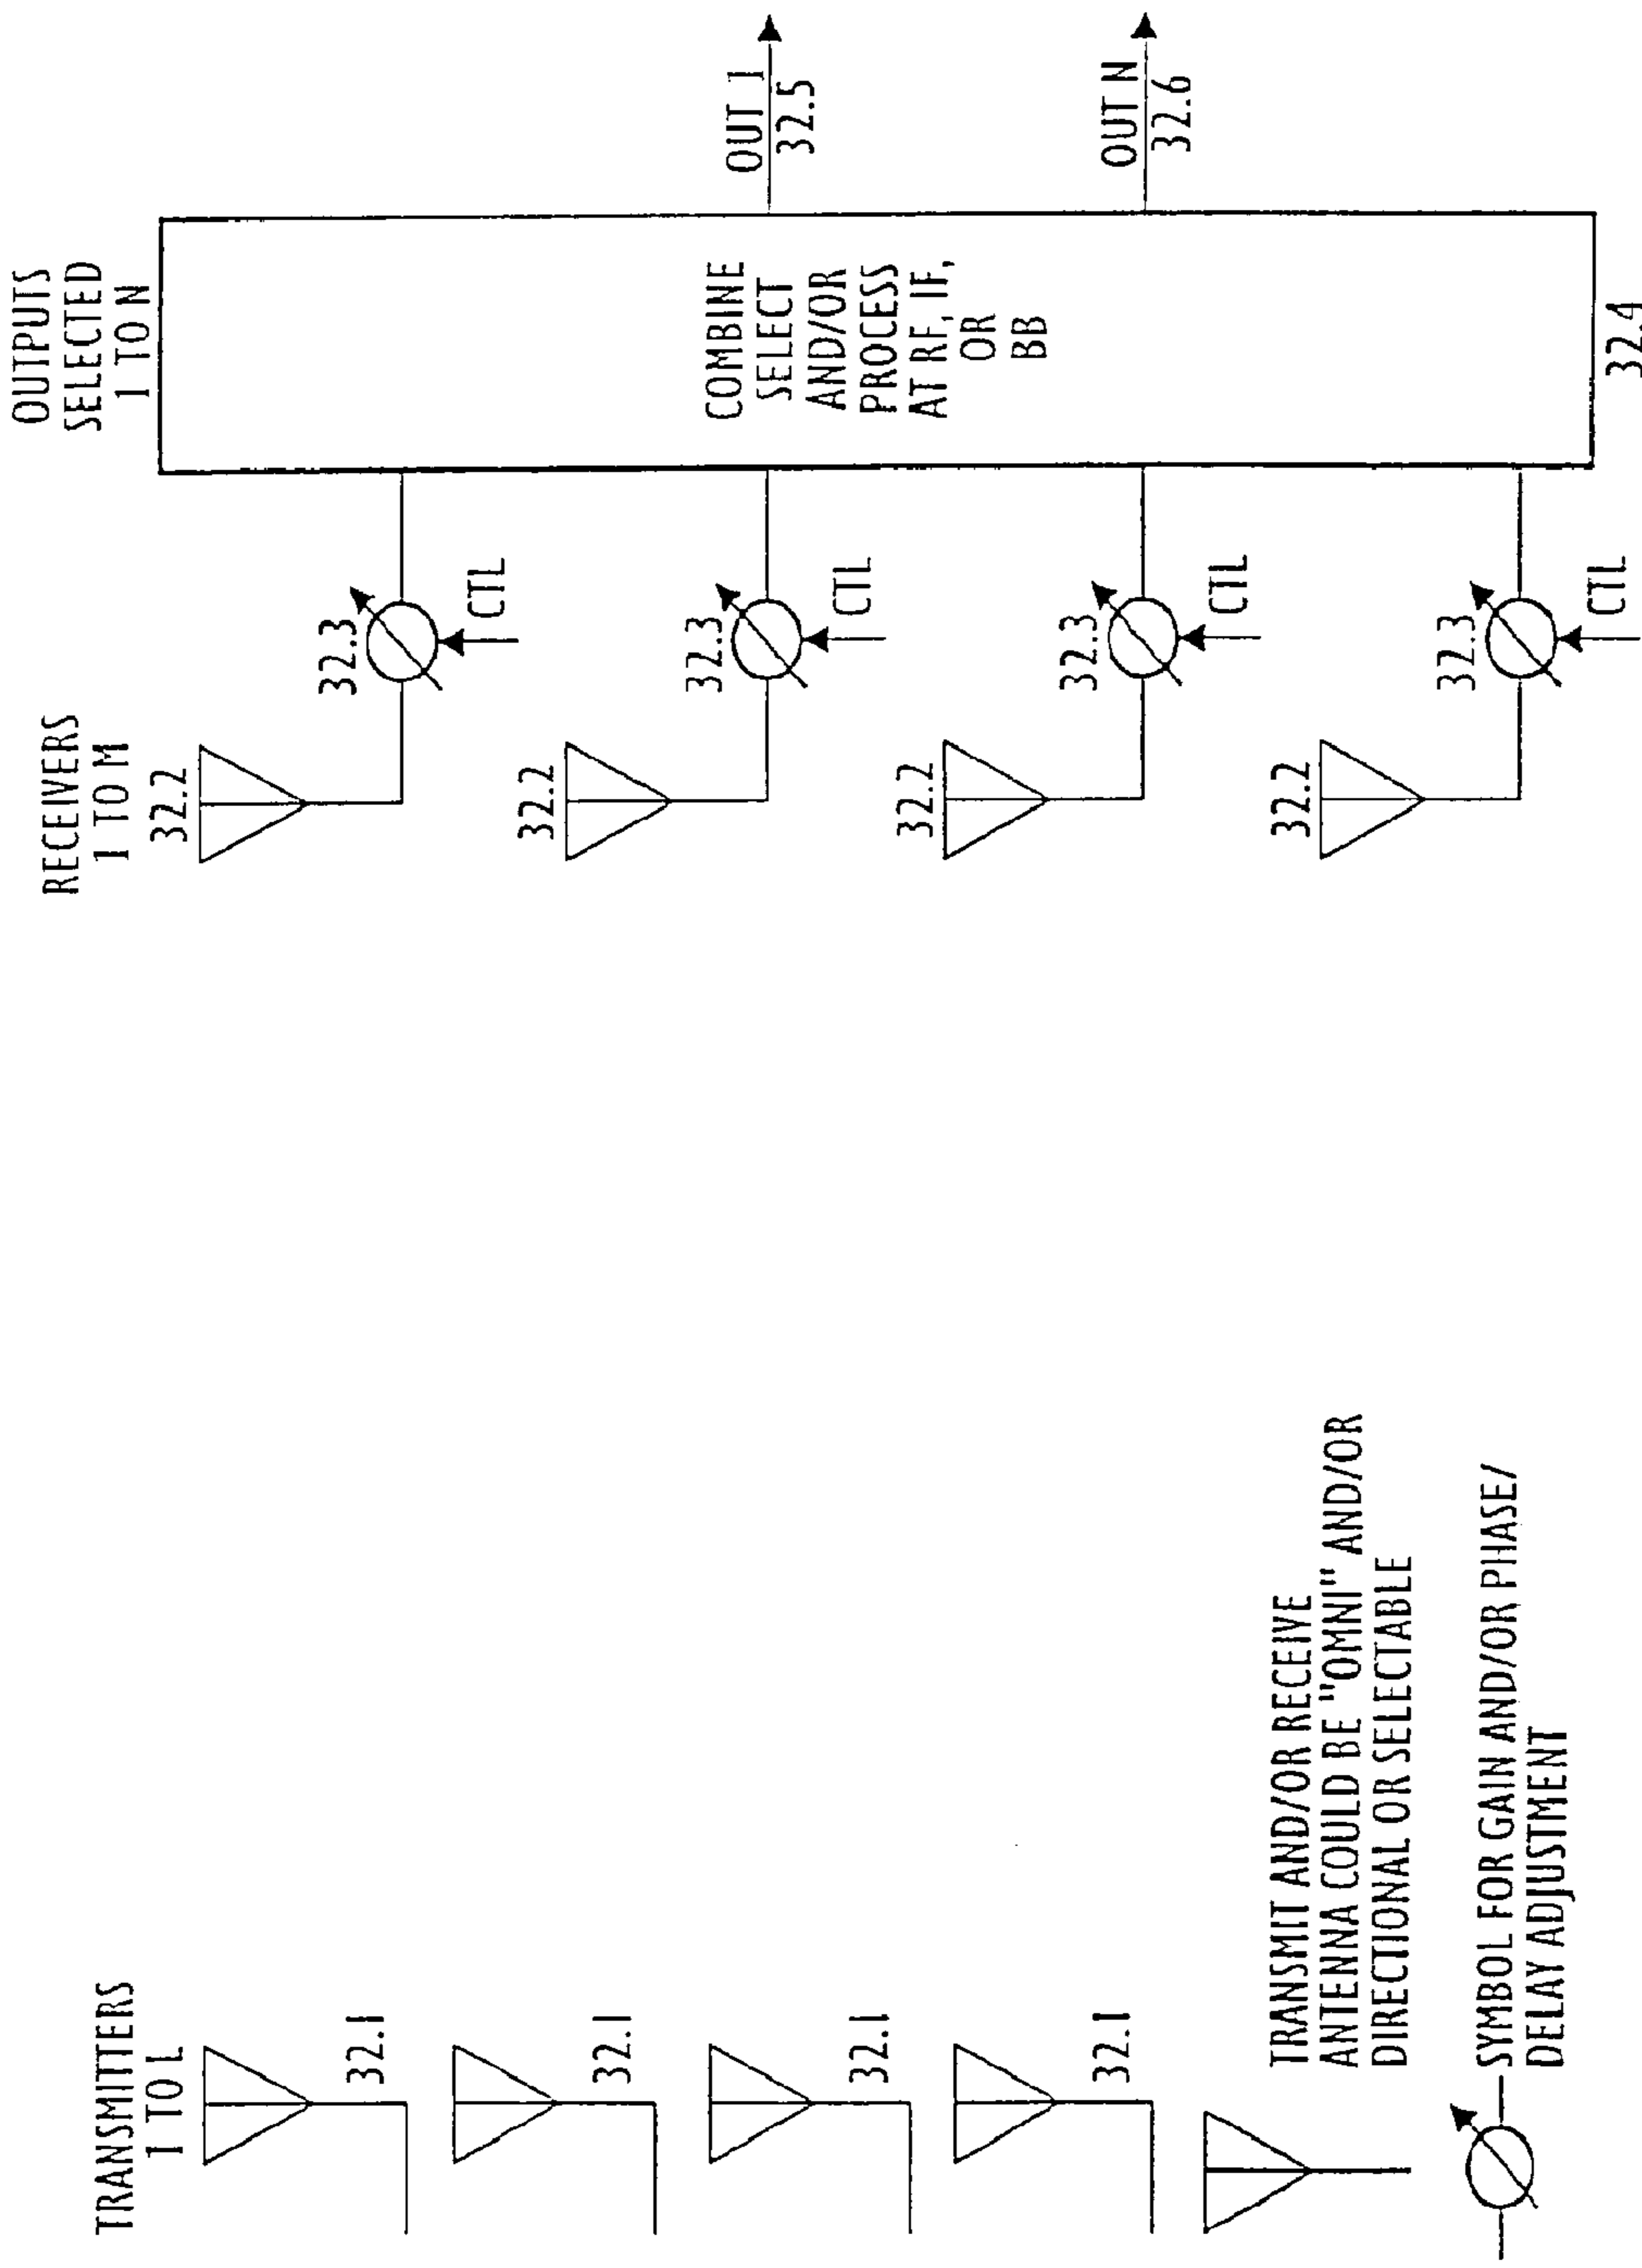 TRANSMITTERS
1 TO L
32.1
32.1
32.1
32.1
TRANSMIT AND/OR RECEIVE
ANTENNA COULD BE "OMNI" AND/OR
DIRECTIONAL OR SELECTABLE
SYMBOL FOR GAIN AND/OR PHASE/
DELAY ADJUSTMENT
RECEIVERS
1 TO M
32.2
32.3
CTL
32.2
32.3
CTL
32.2
32.3
CTL
32.2
32.3
CTL
OUTPUTS
SELECTED
1 TO N
COMBINE
SELECT
AND/OR
PROCESS
AT RF, IF,
OR
BB
32.4
OUT 1
32.5
OUT N
32.6